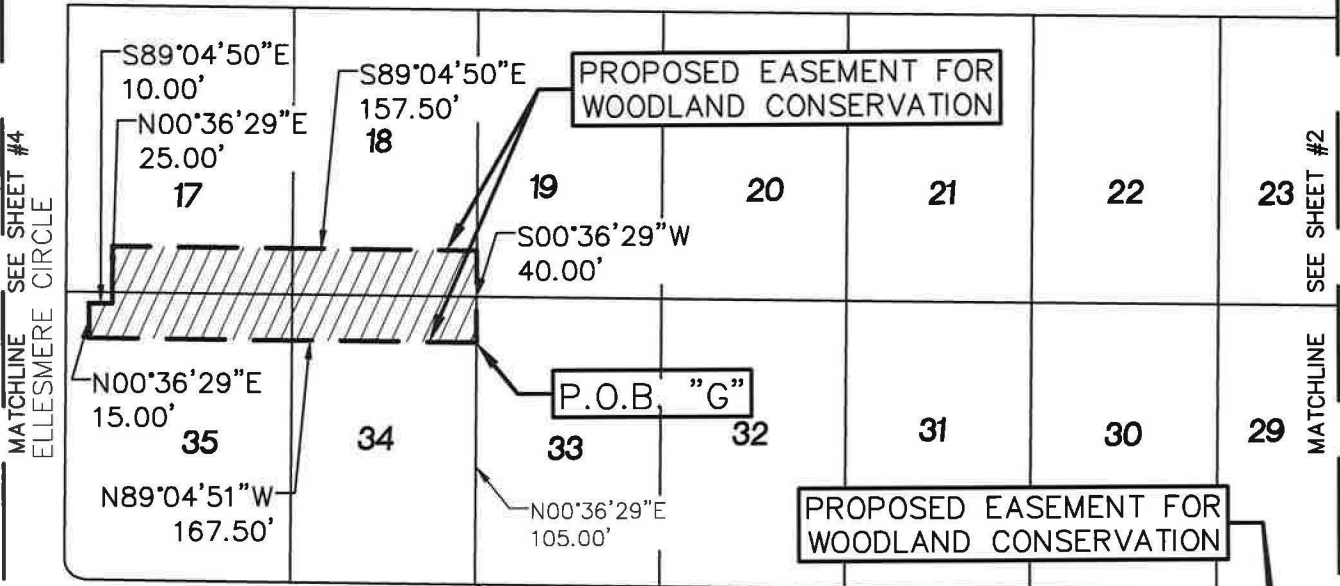 S89°04'50"E
10.00'
N00°36'29"E
25.00'
17
S89°04'50"E
157.50'
18
PROPOSED EASEMENT FOR
WOODLAND CONSERVATION
19
20
21
22
23
S00°36'29"W
40.00'
MATCHLINE SEE SHEET #4
ELLESMERE CIRCLE
MATCHLINE SEE SHEET #2
N00°36'29"E
15.00'
35
34
P.O.B. "G"
33
32
31
30
29
N89°04'51"W
167.50'
N00°36'29"E
105.00'
PROPOSED EASEMENT FOR
WOODLAND CONSERVATION